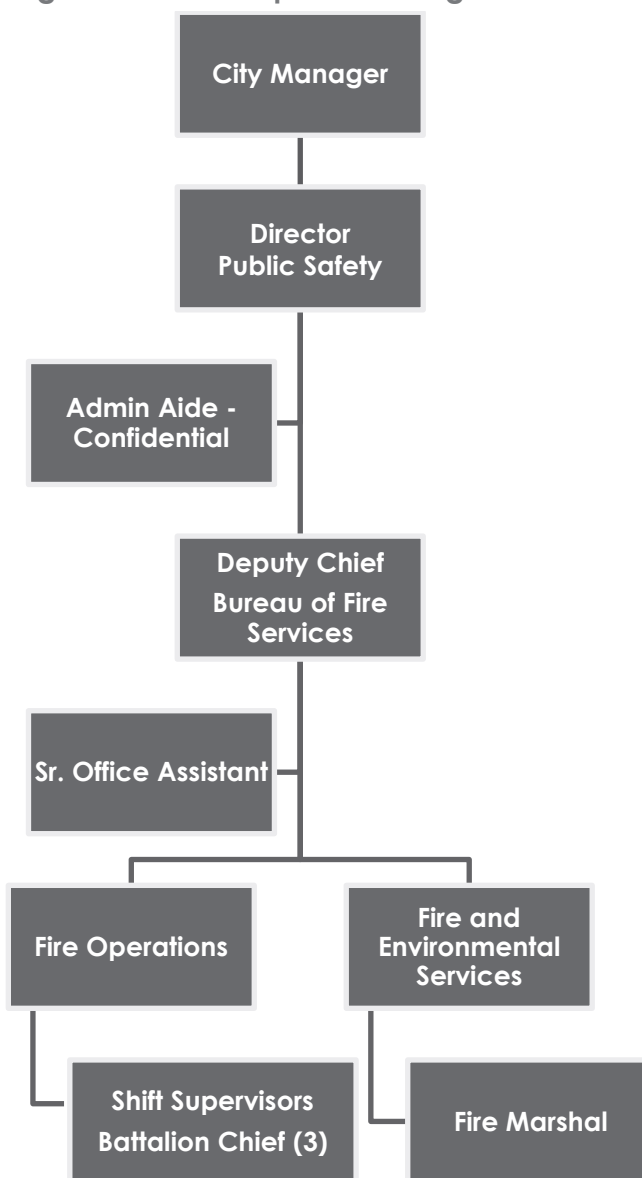 City Manager
Director
Public Safety
Admin Aide -
Confidential
Deputy Chief
Bureau of Fire
Services
Sr. Office Assistant
Fire Operations
Fire and
Environmental
Services
Shift Supervisors
Battalion Chief (3)
Fire Marshal